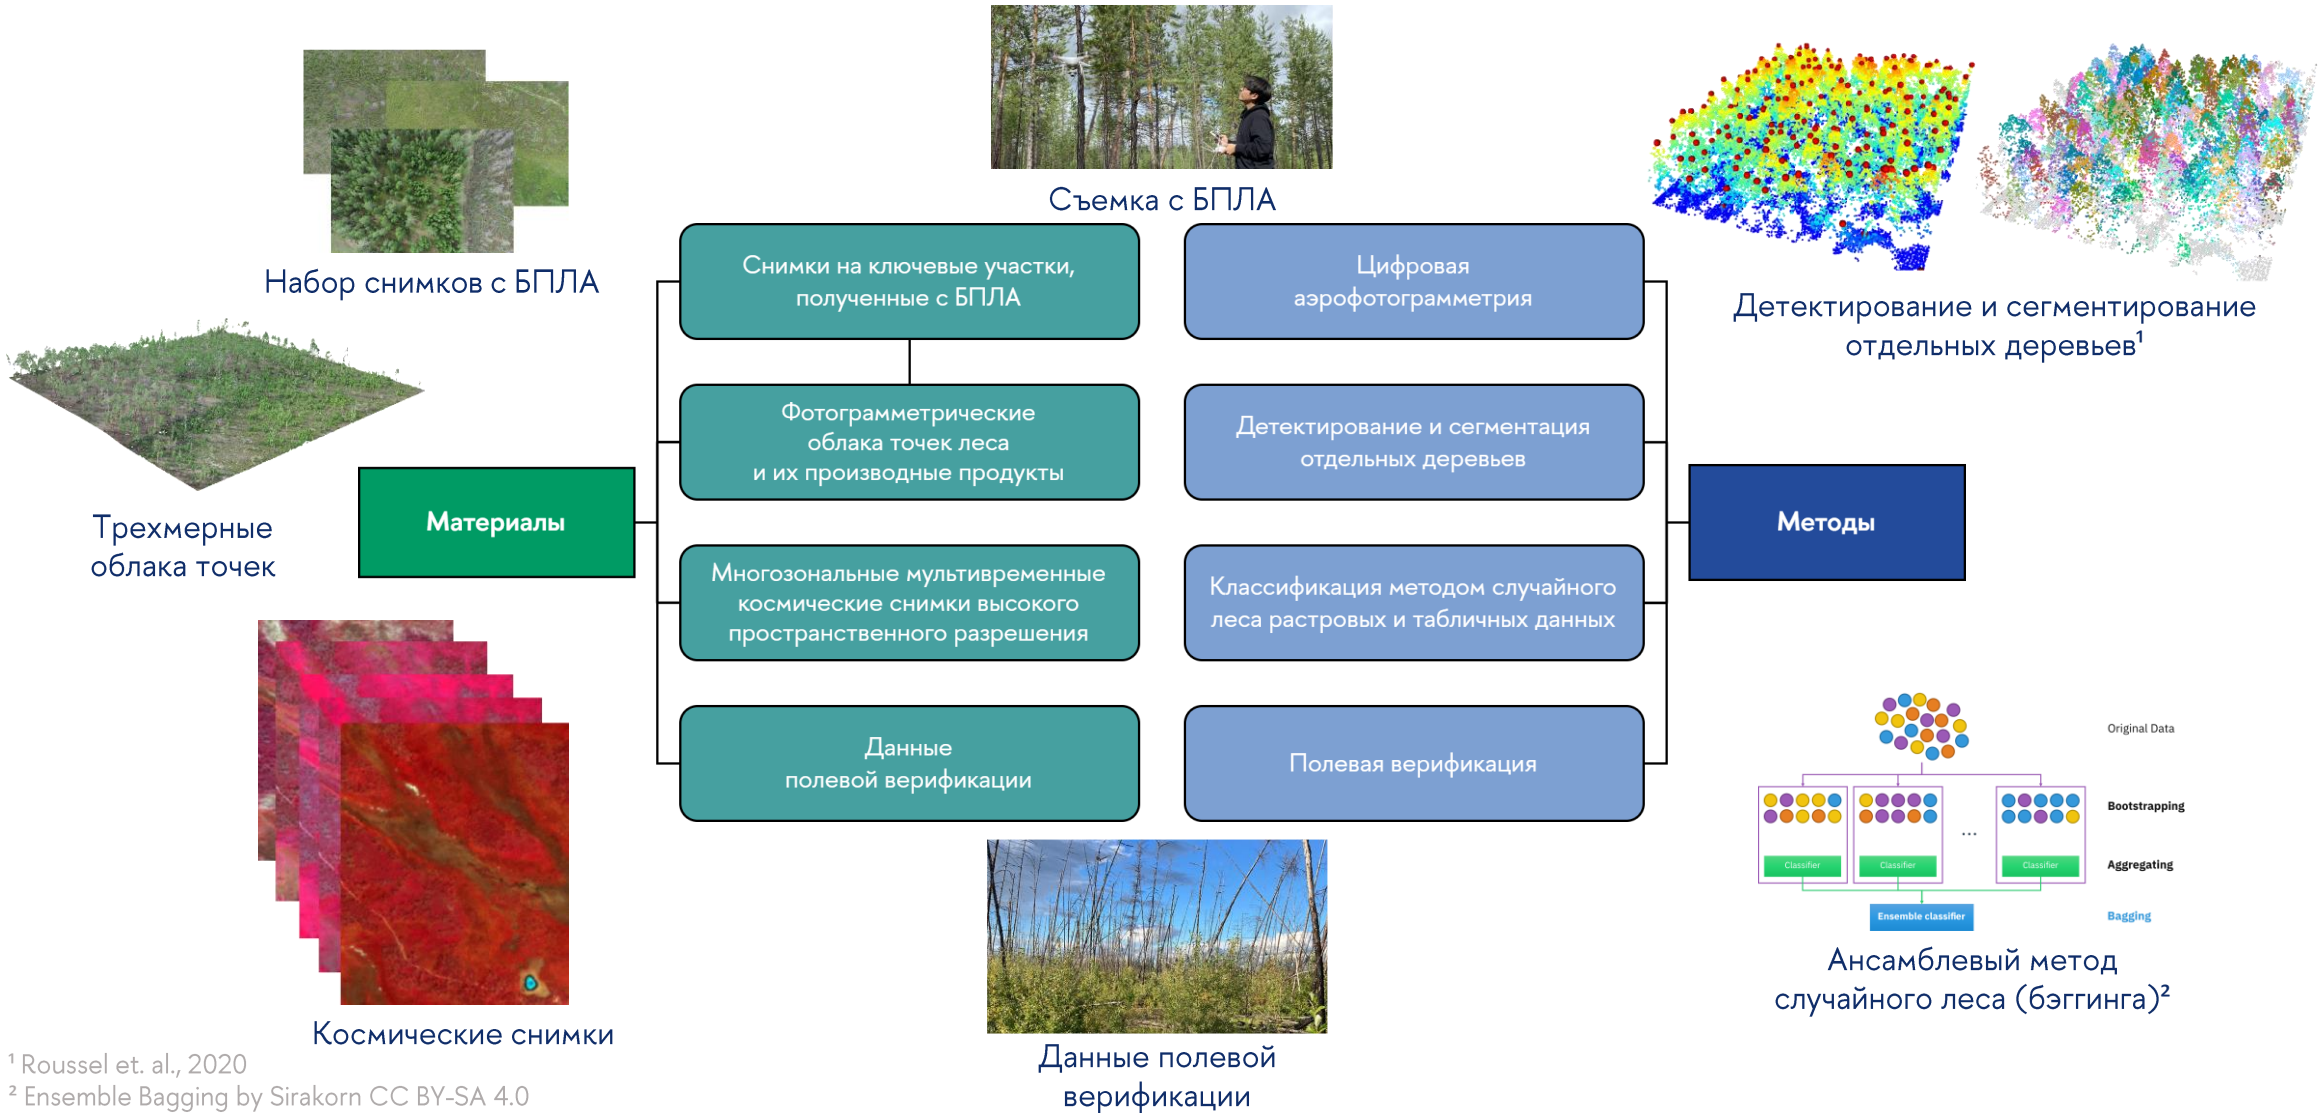 Съемка с БПЛА
Набор снимков с БПЛА
Трехмерные
облака точек
Космические снимки
Материалы
Снимки на ключевые участки,
полученные с БПЛА
Фотограмметрические
облака точек леса
и их производные продукты
Многозональные мультивременные
космические снимки высокого
пространственного разрешения
Данные
полевой верификации
Цифровая
аэрофотограмметрия
Детектирование и сегментация
отдельных деревьев
Классификация методом случайного
леса растровых и табличных данных
Полевая верификация
Методы
Детектирование и сегментирование
отдельных деревьев¹
Original Data
Bootstrapping
...
Classifier
Classifier
Classifier
Aggregating
Ensemble classifier
Bagging
Ансамблевый метод
случайного леса (бэггинга)²
Данные полевой
верификации
¹ Roussel et. al., 2020
² Ensemble Bagging by Sirakorn CC BY-SA 4.0